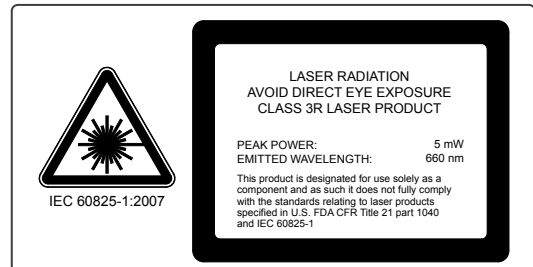 IEC 60825-1:2007
LASER RADIATION
AVOID DIRECT EYE EXPOSURE
CLASS 3R LASER PRODUCT
PEAK POWER: 5 mW
EMITTED WAVELENGTH: 660 nm
This product is designated for use solely as a
component and as such it does not fully comply
with the standards relating to laser products
specified in U.S. FDA CFR Title 21 part 1040
and IEC 60825-1